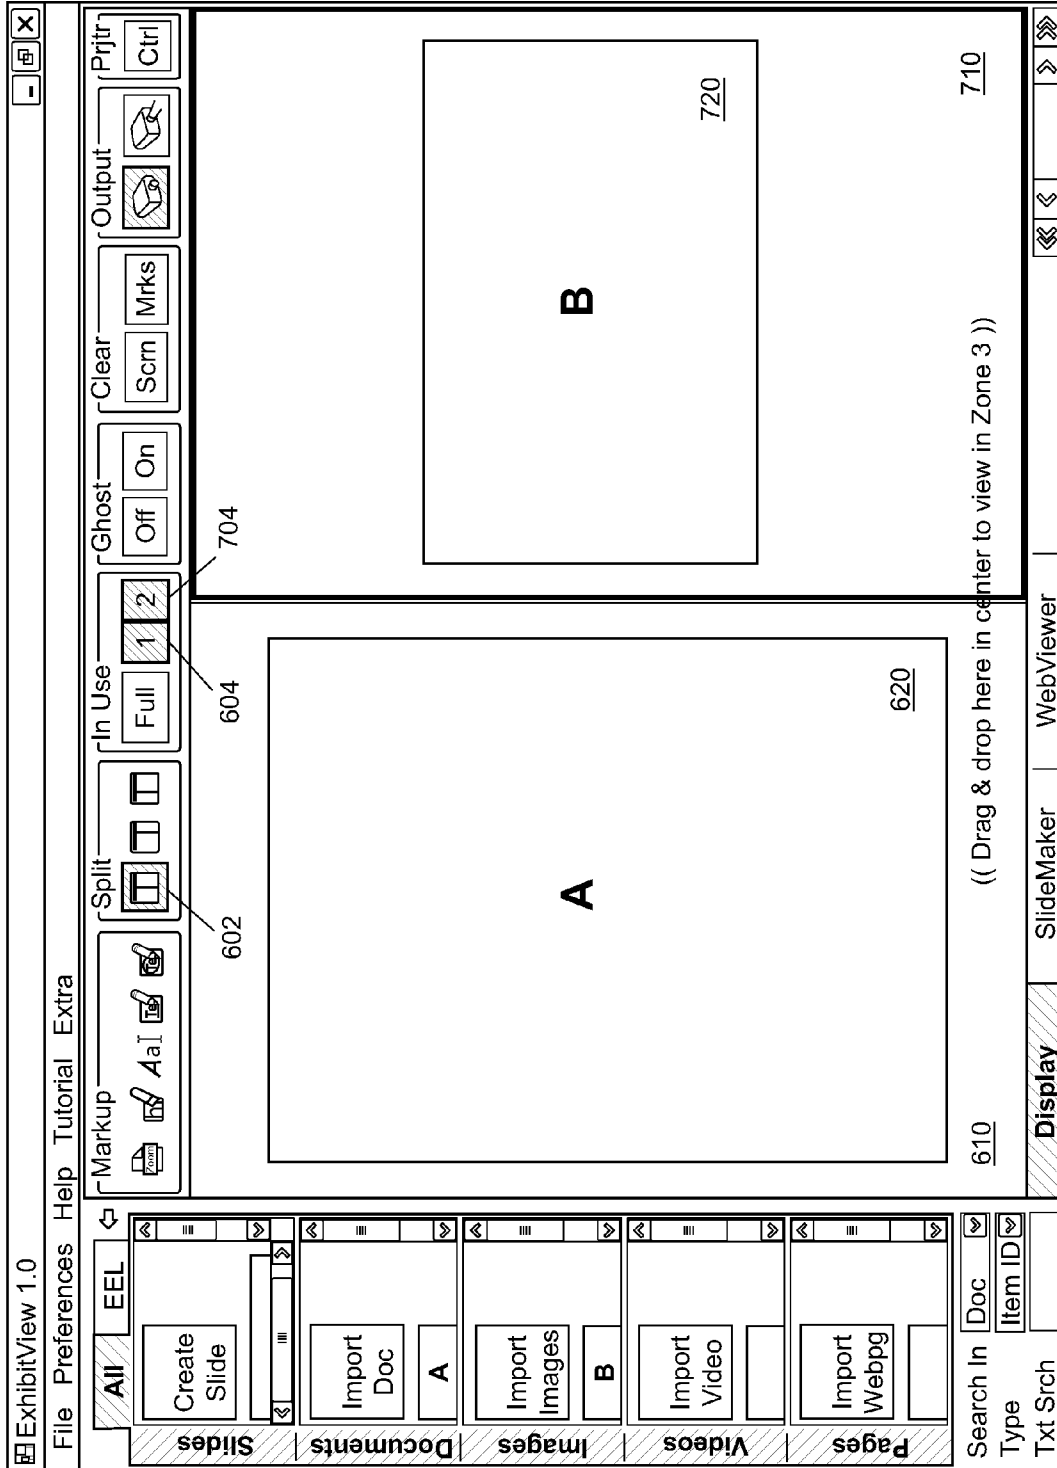 ExhibitView 1.0
File Preferences Help Tutorial Extra
All EEL
Markup Split In Use Ghost Clear Output Prjtr
Zoom h AaI Te Te
Full 1 2
Off On
Scrn Mrks
Ctrl
602 604 704
Slides
Create
Slide
Documents
Import
Doc
A
Images
Import
Images
B
Videos
Import
Video
Pages
Import
Webpg
A
620
610
B
720
710
(( Drag & drop here in center to view in Zone 3 ))
Search In Doc
Type Item ID
Txt Srch
Display SlideMaker WebViewer